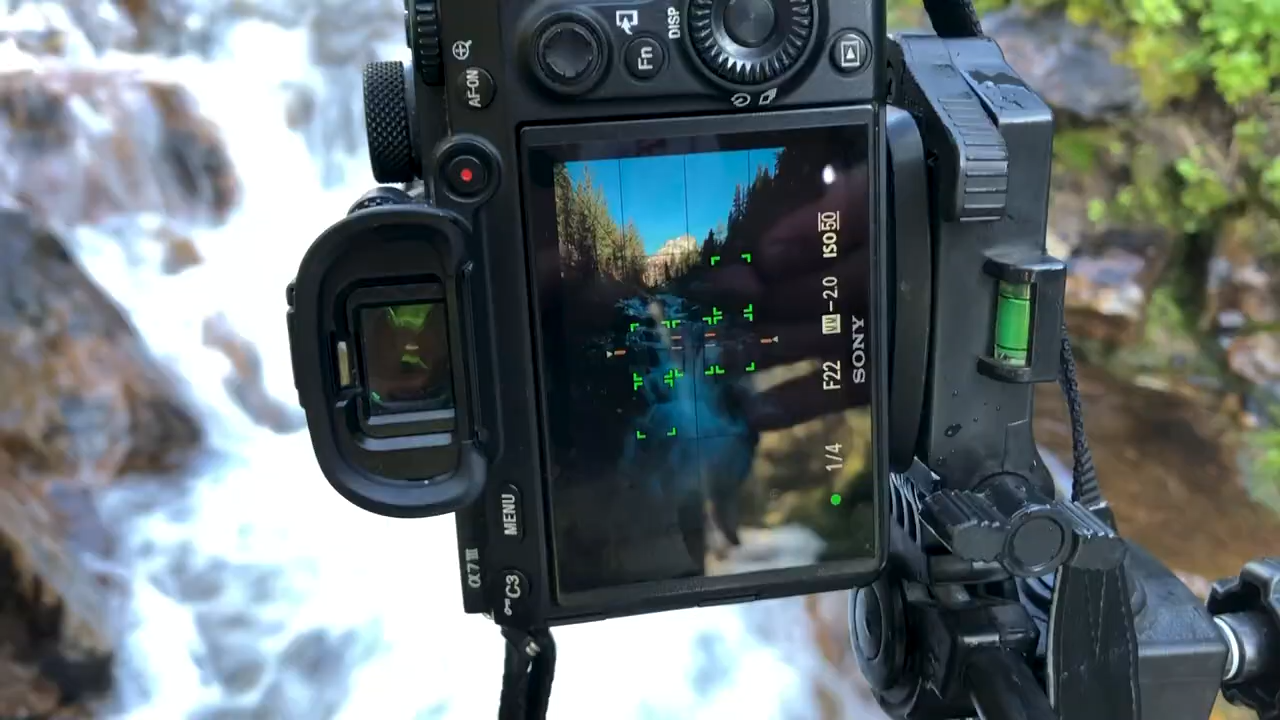 DISP
Fn
AF-ON
MENU
α7III
C3
1/4 F22 -2.0 ISO50
SONY